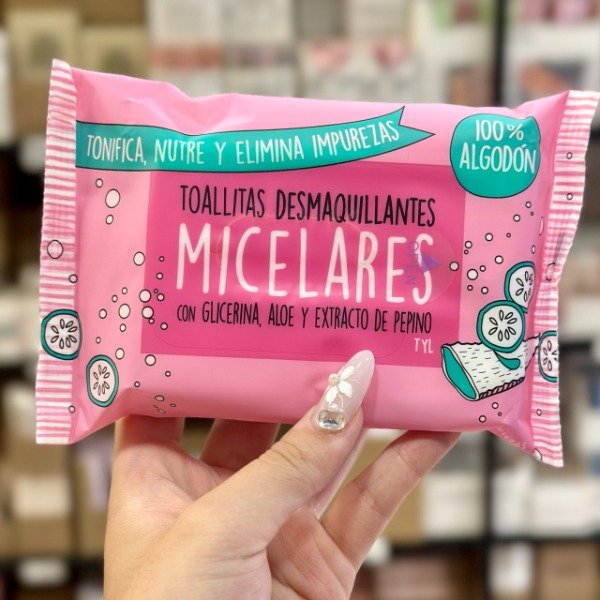 TONIFICA, NUTRE Y ELIMINA IMPUREZAS
100%
ALGODÓN
TOALLITAS DESMAQUILLANTES
MICELARES
CON GLICERINA, ALOE Y EXTRACTO DE PEPINO
TYL